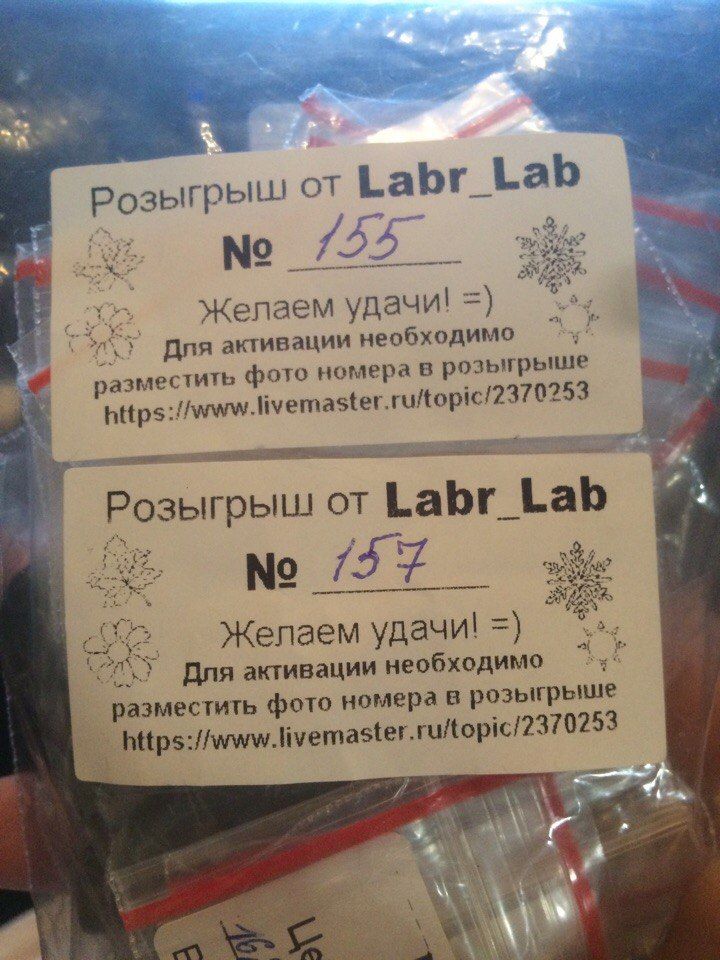 Розыгрыш от Labr_Lab
№ 155
Желаем удачи! =)
Для активации необходимо
разместить фото номера в розыгрыше
https://www.livemaster.ru/topic/2370253
Розыгрыш от Labr_Lab
№ 157
Желаем удачи! =)
Для активации необходимо
разместить фото номера в розыгрыше
https://www.livemaster.ru/topic/2370253